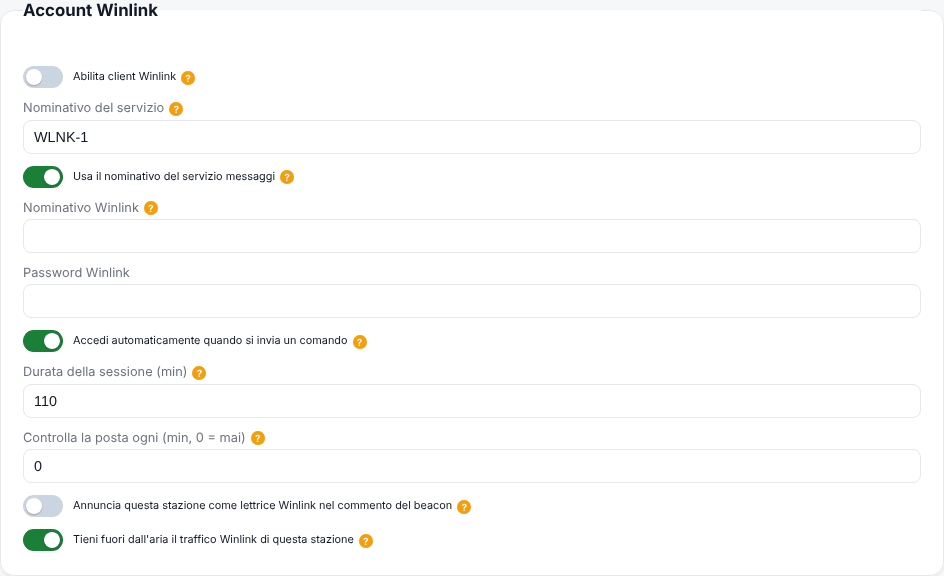 Account Winlink
Abilita client Winlink ?
Nominativo del servizio ?
WLNK-1
Usa il nominativo del servizio messaggi ?
Nominativo Winlink ?
Password Winlink
Accedi automaticamente quando si invia un comando ?
Durata della sessione (min) ?
110
Controlla la posta ogni (min, 0 = mai) ?
0
Annuncia questa stazione come lettrice Winlink nel commento del beacon ?
Tieni fuori dall'aria il traffico Winlink di questa stazione ?